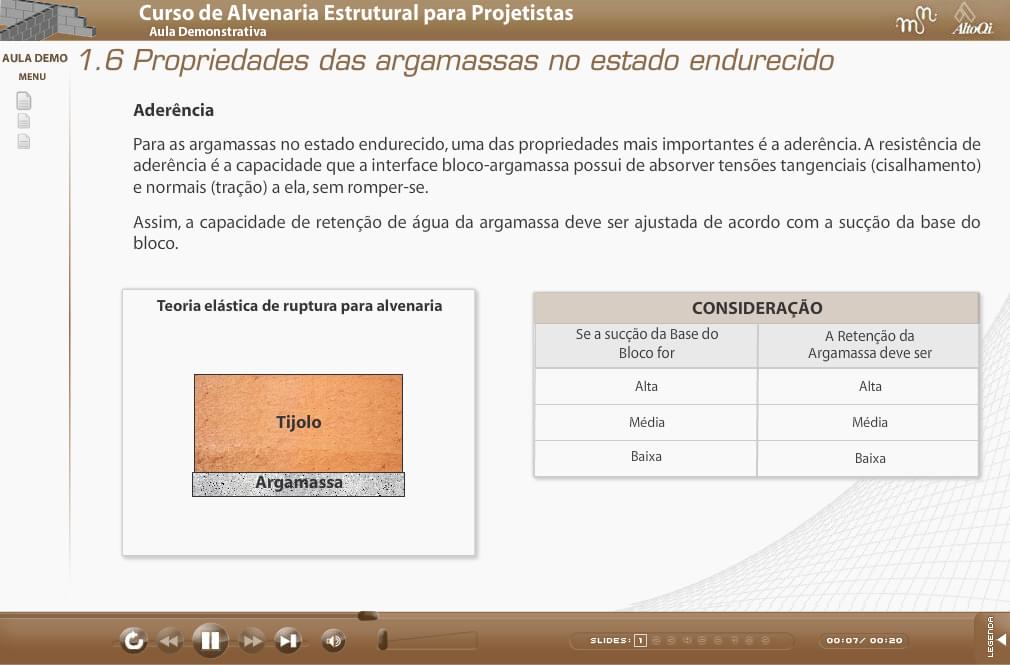 Curso de Alvenaria Estrutural para Projetistas
Aula Demonstrativa
AltoQi
AULA DEMO
MENU
1.6 Propriedades das argamassas no estado endurecido
Aderência
Para as argamassas no estado endurecido, uma das propriedades mais importantes é a aderência. A resistência de
aderência é a capacidade que a interface bloco-argamassa possui de absorver tensões tangenciais (cisalhamento)
e normais (tração) a ela, sem romper-se.
Assim, a capacidade de retenção de água da argamassa deve ser ajustada de acordo com a sucção da base do
bloco.
Teoria elástica de ruptura para alvenaria
Tijolo
Argamassa
CONSIDERAÇÃO
Se a sucção da Base do
Bloco for
A Retenção da
Argamassa deve ser
Alta
Alta
Média
Média
Baixa
Baixa
SLIDES: 1
00:07/ 00:20
LEGENDA